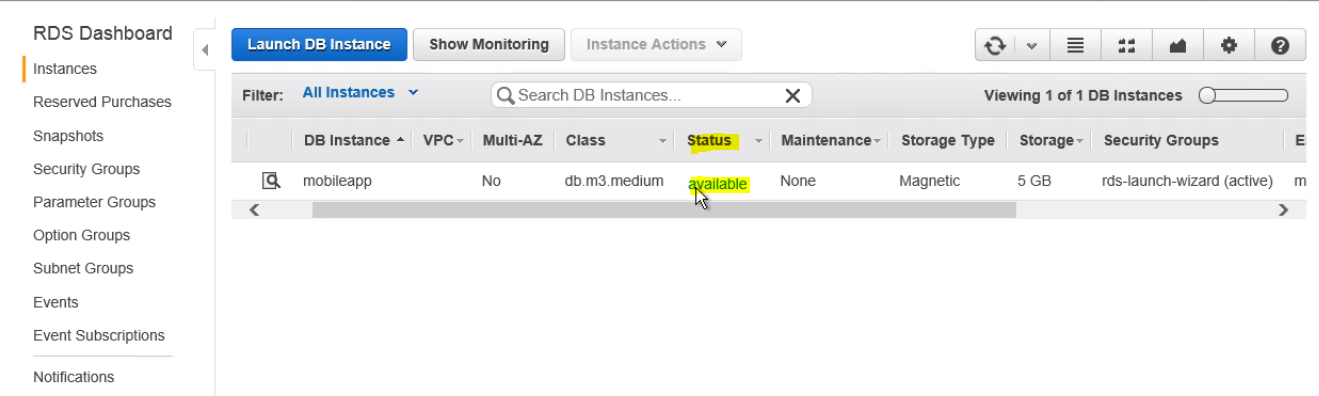 RDS Dashboard
Instances
Reserved Purchases
Snapshots
Security Groups
Parameter Groups
Option Groups
Subnet Groups
Events
Event Subscriptions
Notifications
Launch DB Instance Show Monitoring Instance Actions
Filter: All Instances Search DB Instances... Viewing 1 of 1 DB Instances
DB Instance VPC Multi-AZ Class Status Maintenance Storage Type Storage Security Groups E
mobileapp No db.m3.medium available None Magnetic 5 GB rds-launch-wizard (active) m